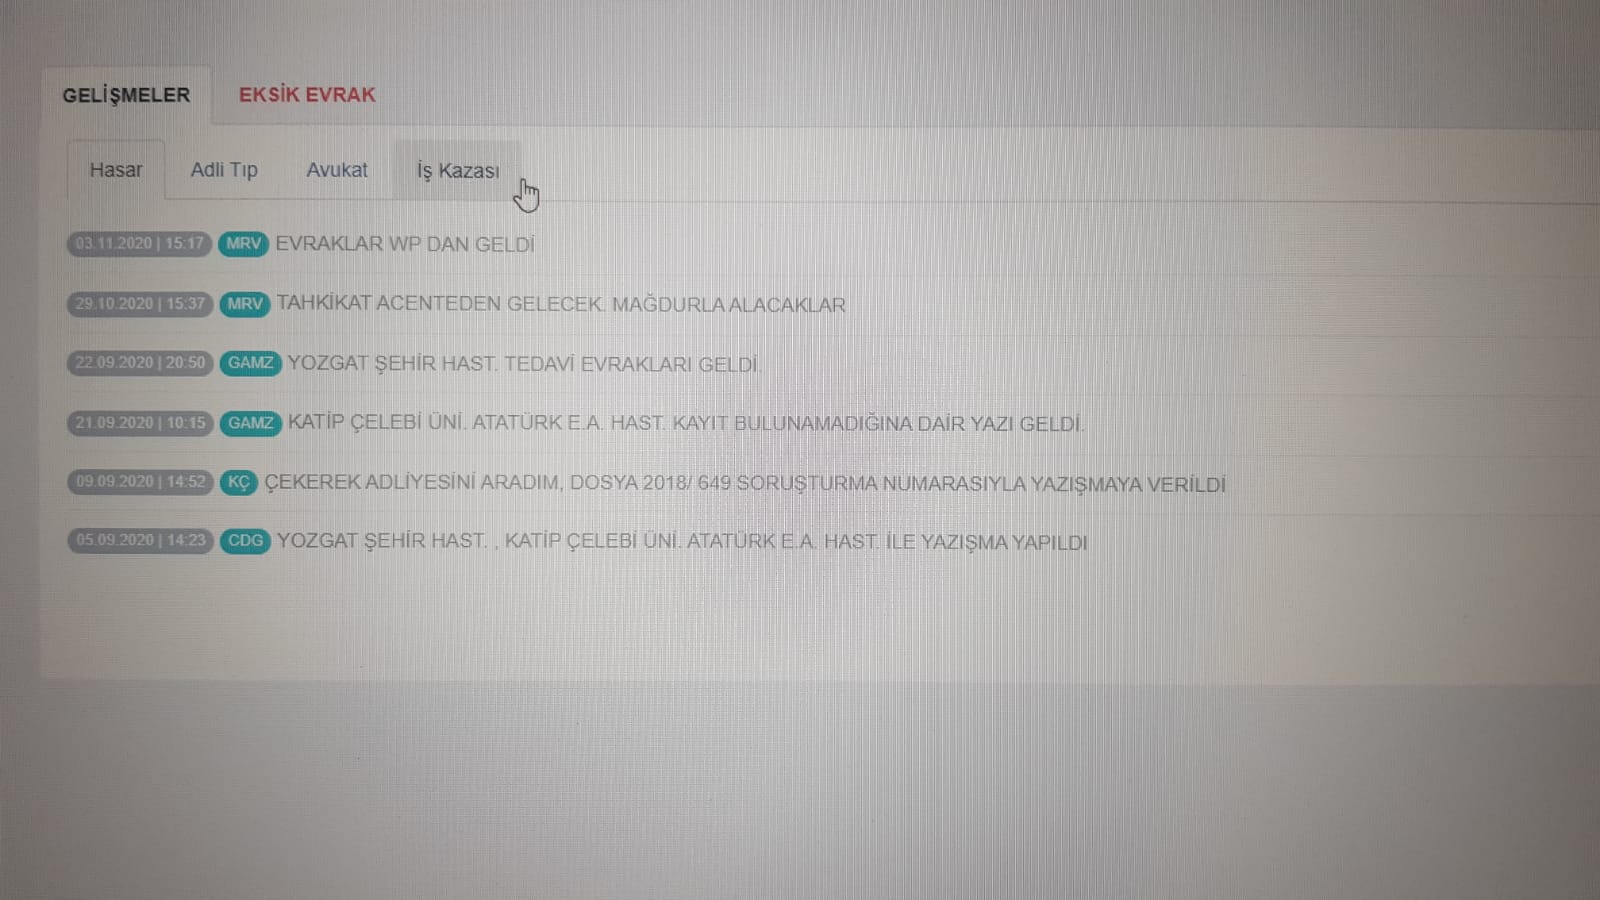 GELİŞMELER EKSİK EVRAK
Hasar Adli Tıp Avukat İş Kazası
03.11.2020 | 15:17 MRV EVRAKLAR WP DAN GELDİ
29.10.2020 | 15:37 MRV TAHKİKAT ACENTEDEN GELECEK. MAĞDURLA ALACAKLAR
22.09.2020 | 20:50 GAMZ YOZGAT ŞEHİR HAST. TEDAVİ EVRAKLARI GELDİ.
21.09.2020 | 10:15 GAMZ KATİP ÇELEBİ ÜNİ. ATATÜRK E.A. HAST. KAYIT BULUNAMADIĞINA DAİR YAZI GELDİ.
09.09.2020 | 14:52 KÇ ÇEKEREK ADLİYESİNİ ARADIM, DOSYA 2018/ 649 SORUŞTURMA NUMARASIYLA YAZIŞMAYA VERİLDİ
05.09.2020 | 14:23 CDG YOZGAT ŞEHİR HAST. , KATİP ÇELEBİ ÜNİ. ATATÜRK E.A. HAST. İLE YAZIŞMA YAPILDI